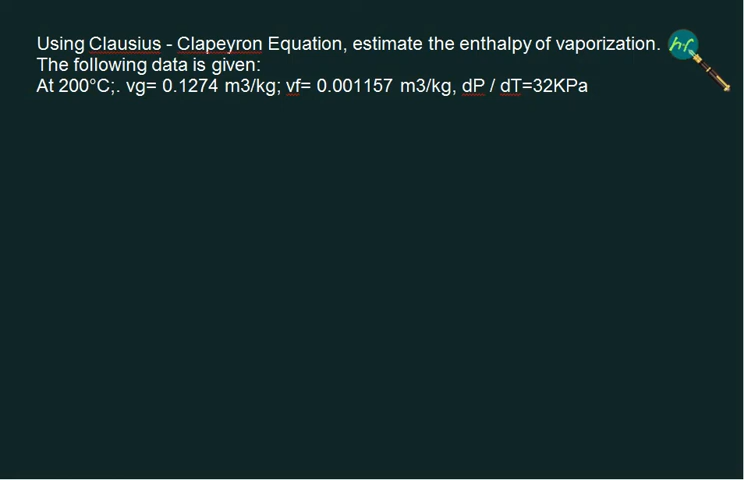 Using Clausius - Clapeyron Equation, estimate the enthalpy of vaporization.
The following data is given:
At 200°C;. vg= 0.1274 m3/kg; vf= 0.001157 m3/kg, dP / dT=32KPa